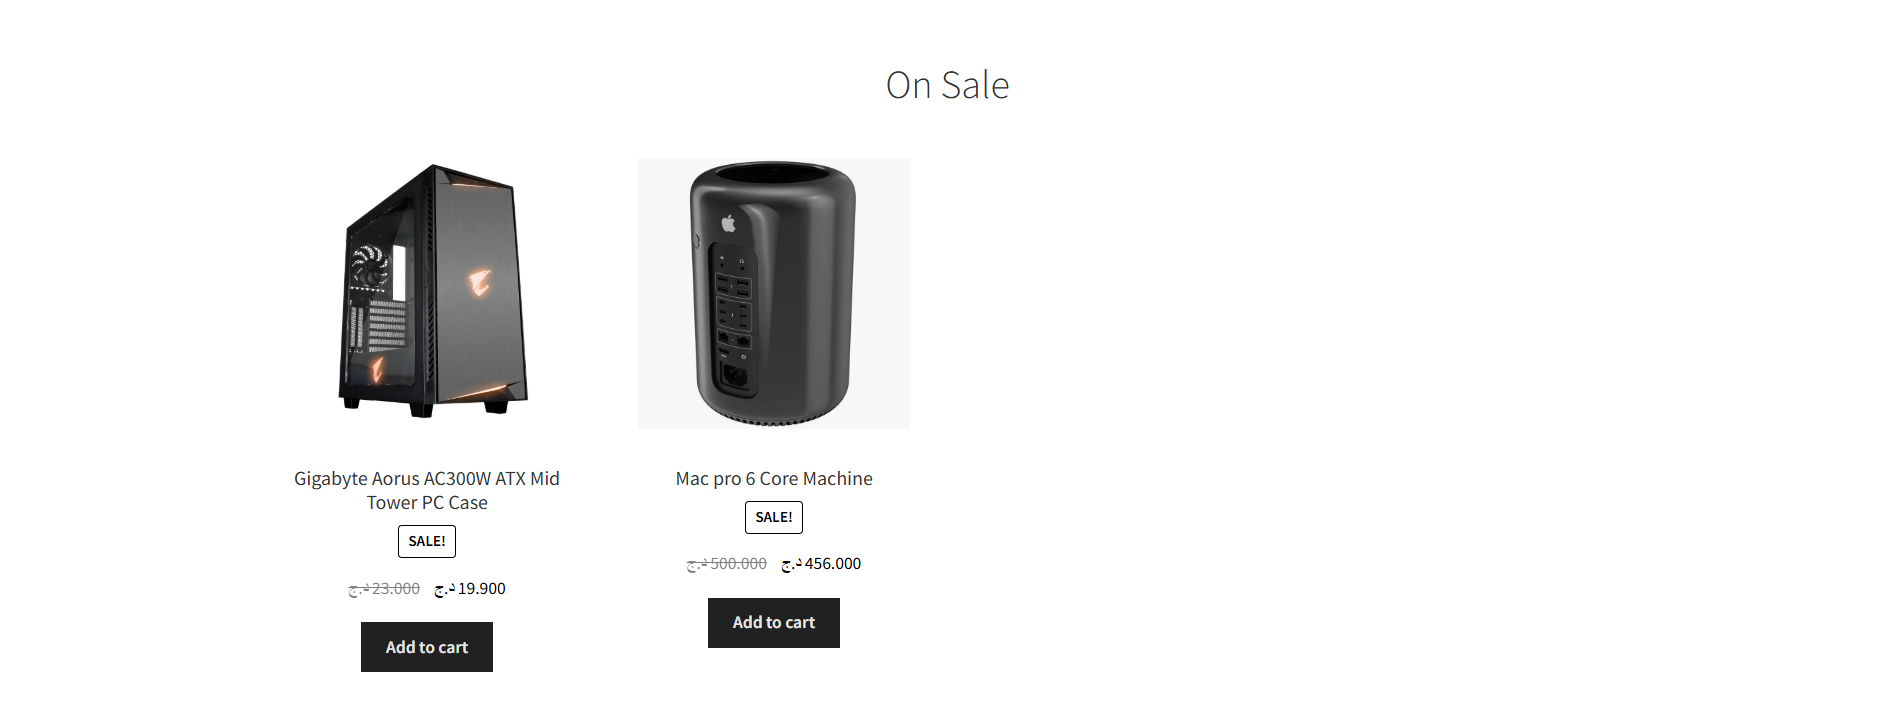 On Sale
Gigabyte Aorus AC300W ATX Mid
Tower PC Case
SALE!
د.ج 23.000 د.ج 19.900
Add to cart
Mac pro 6 Core Machine
SALE!
د.ج 500.000 د.ج 456.000
Add to cart